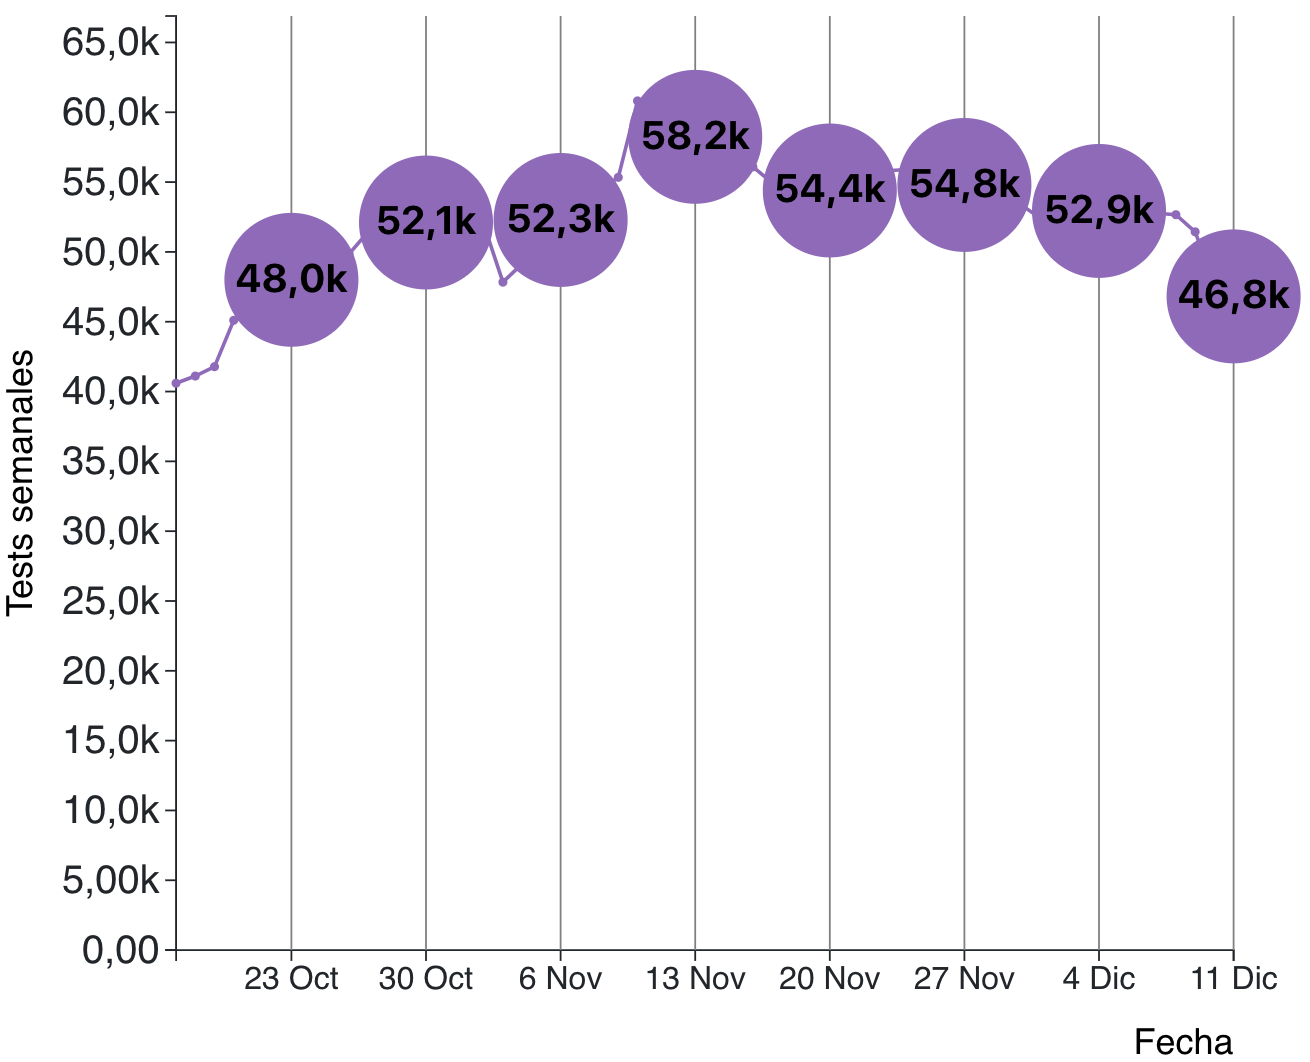 65,0k
60,0k
55,0k
50,0k
45,0k
40,0k
35,0k
30,0k
25,0k
20,0k
15,0k
10,0k
5,00k
0,00
Tests semanales
48,0k
52,1k
52,3k
58,2k
54,4k
54,8k
52,9k
46,8k
23 Oct
30 Oct
6 Nov
13 Nov
20 Nov
27 Nov
4 Dic
11 Dic
Fecha